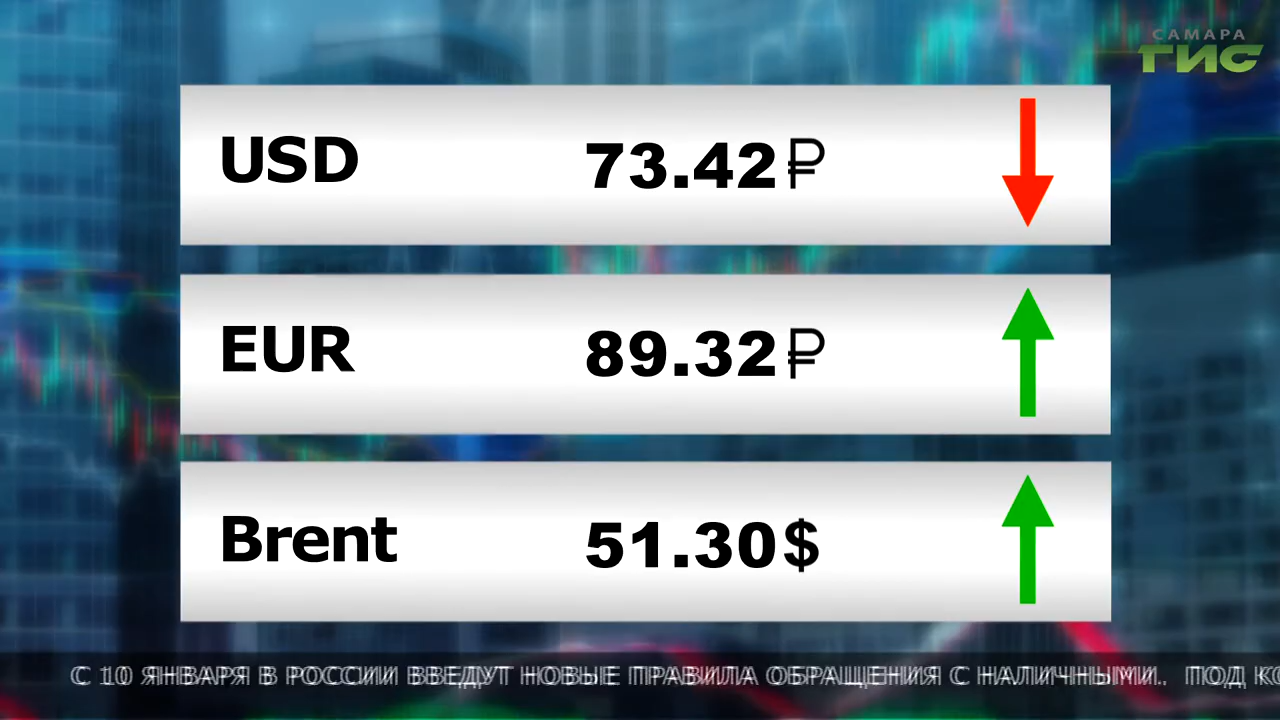 САМАРА
ГИС
USD 73.42₽
EUR 89.32₽
Brent 51.30$
С 10 ЯНВАРЯ В РОССИИ ВВЕДУТ НОВЫЕ ПРАВИЛА ОБРАЩЕНИЯ С НАЛИЧНЫМИ.. ПОД